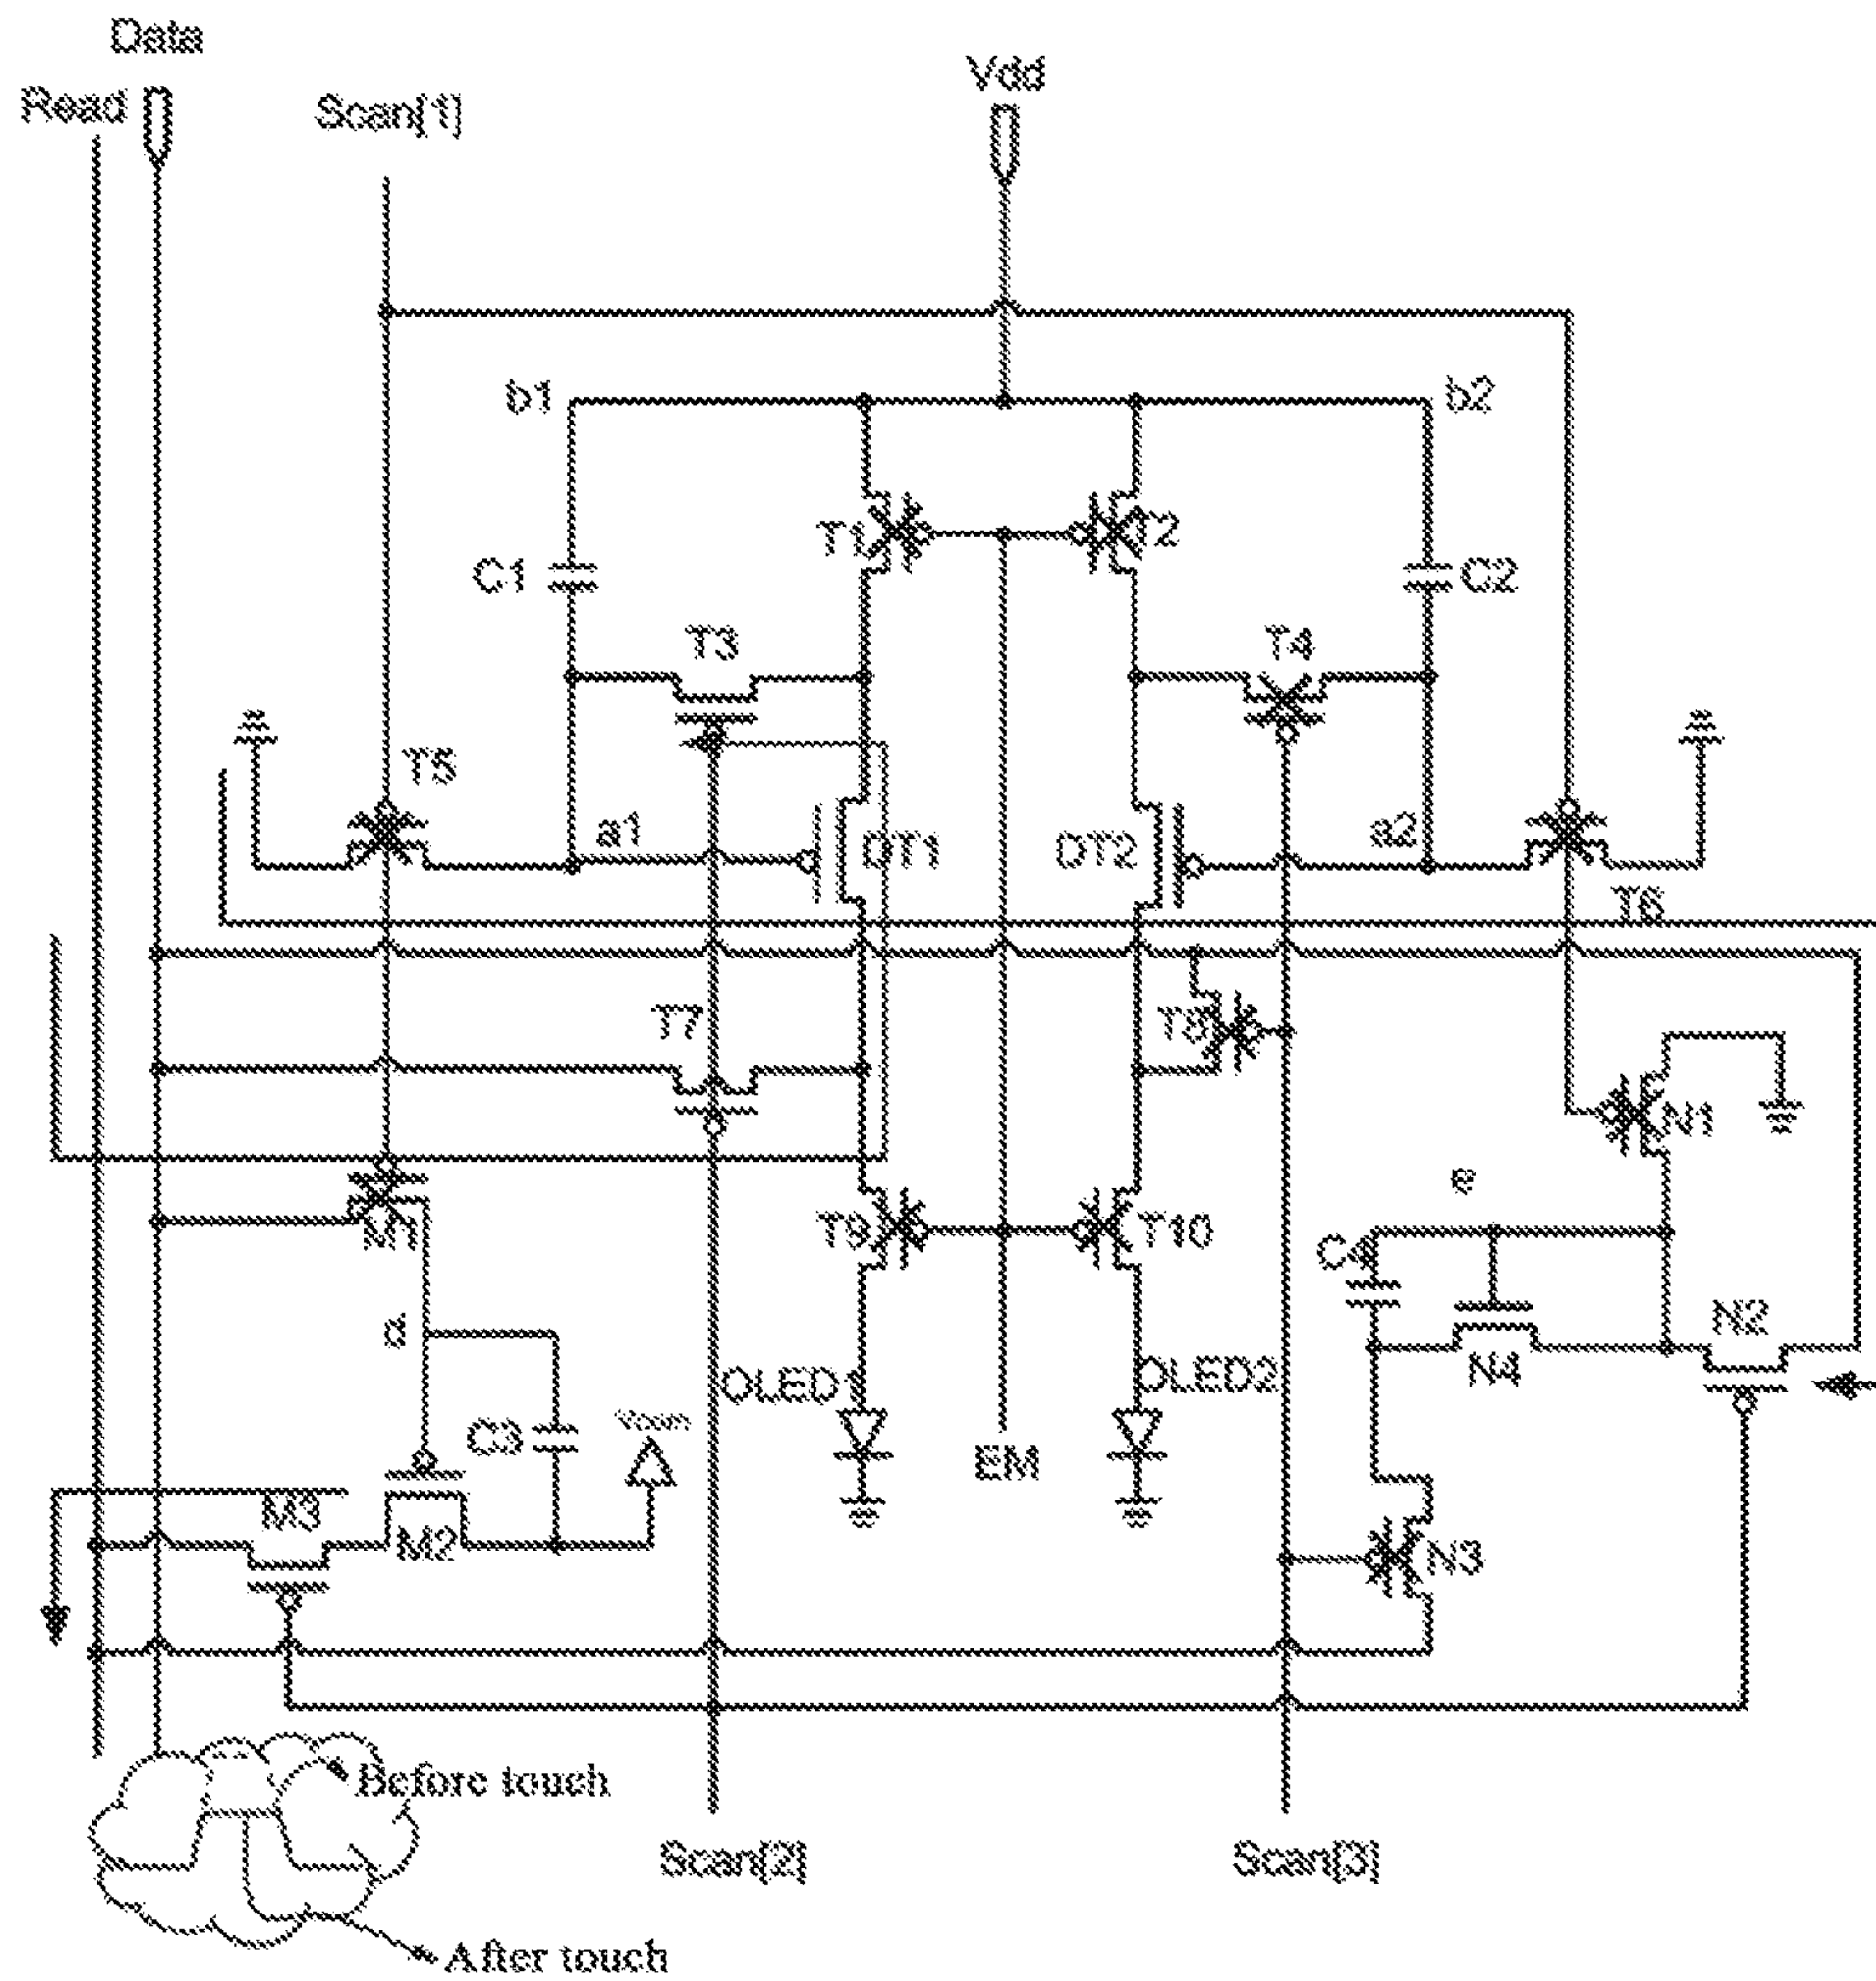 Data
Read
Scan[1]
Vdd
b1
b2
T1
T2
C1
C2
T3
T4
T5
a1
DT1
DT2
a2
T6
T7
T8
N1
M1
T9
T10
e
C4
d
N2
OLED1
OLED2
N4
C3
Vcom
EM
M3
M2
N3
Before touch
Scan[2]
Scan[3]
After touch